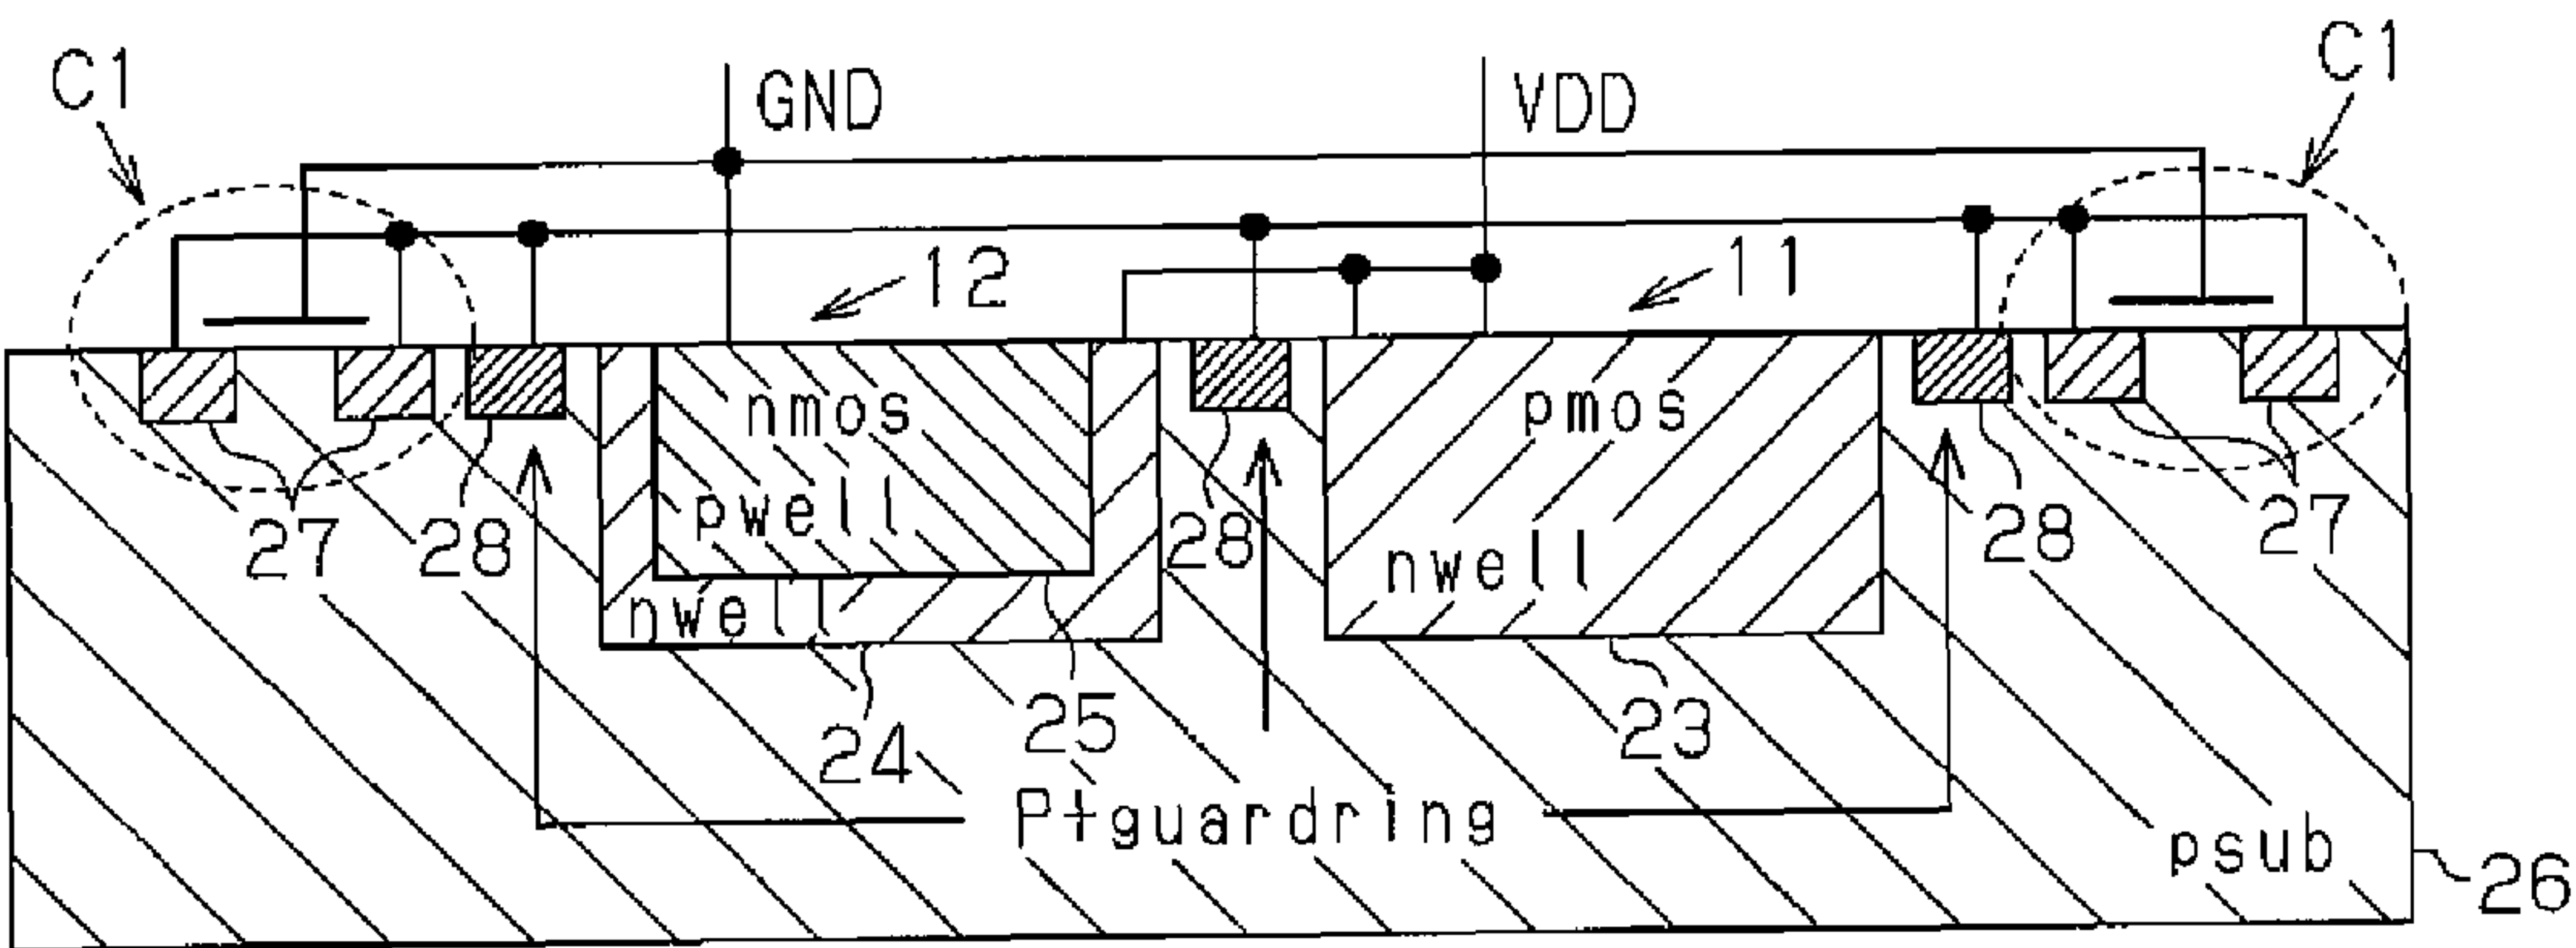 C1
GND
VDD
C1
12
11
nmos
pwell
nwell
pmos
nwell
27
28
28
28
27
24
25
23
P+guardring
psub
26